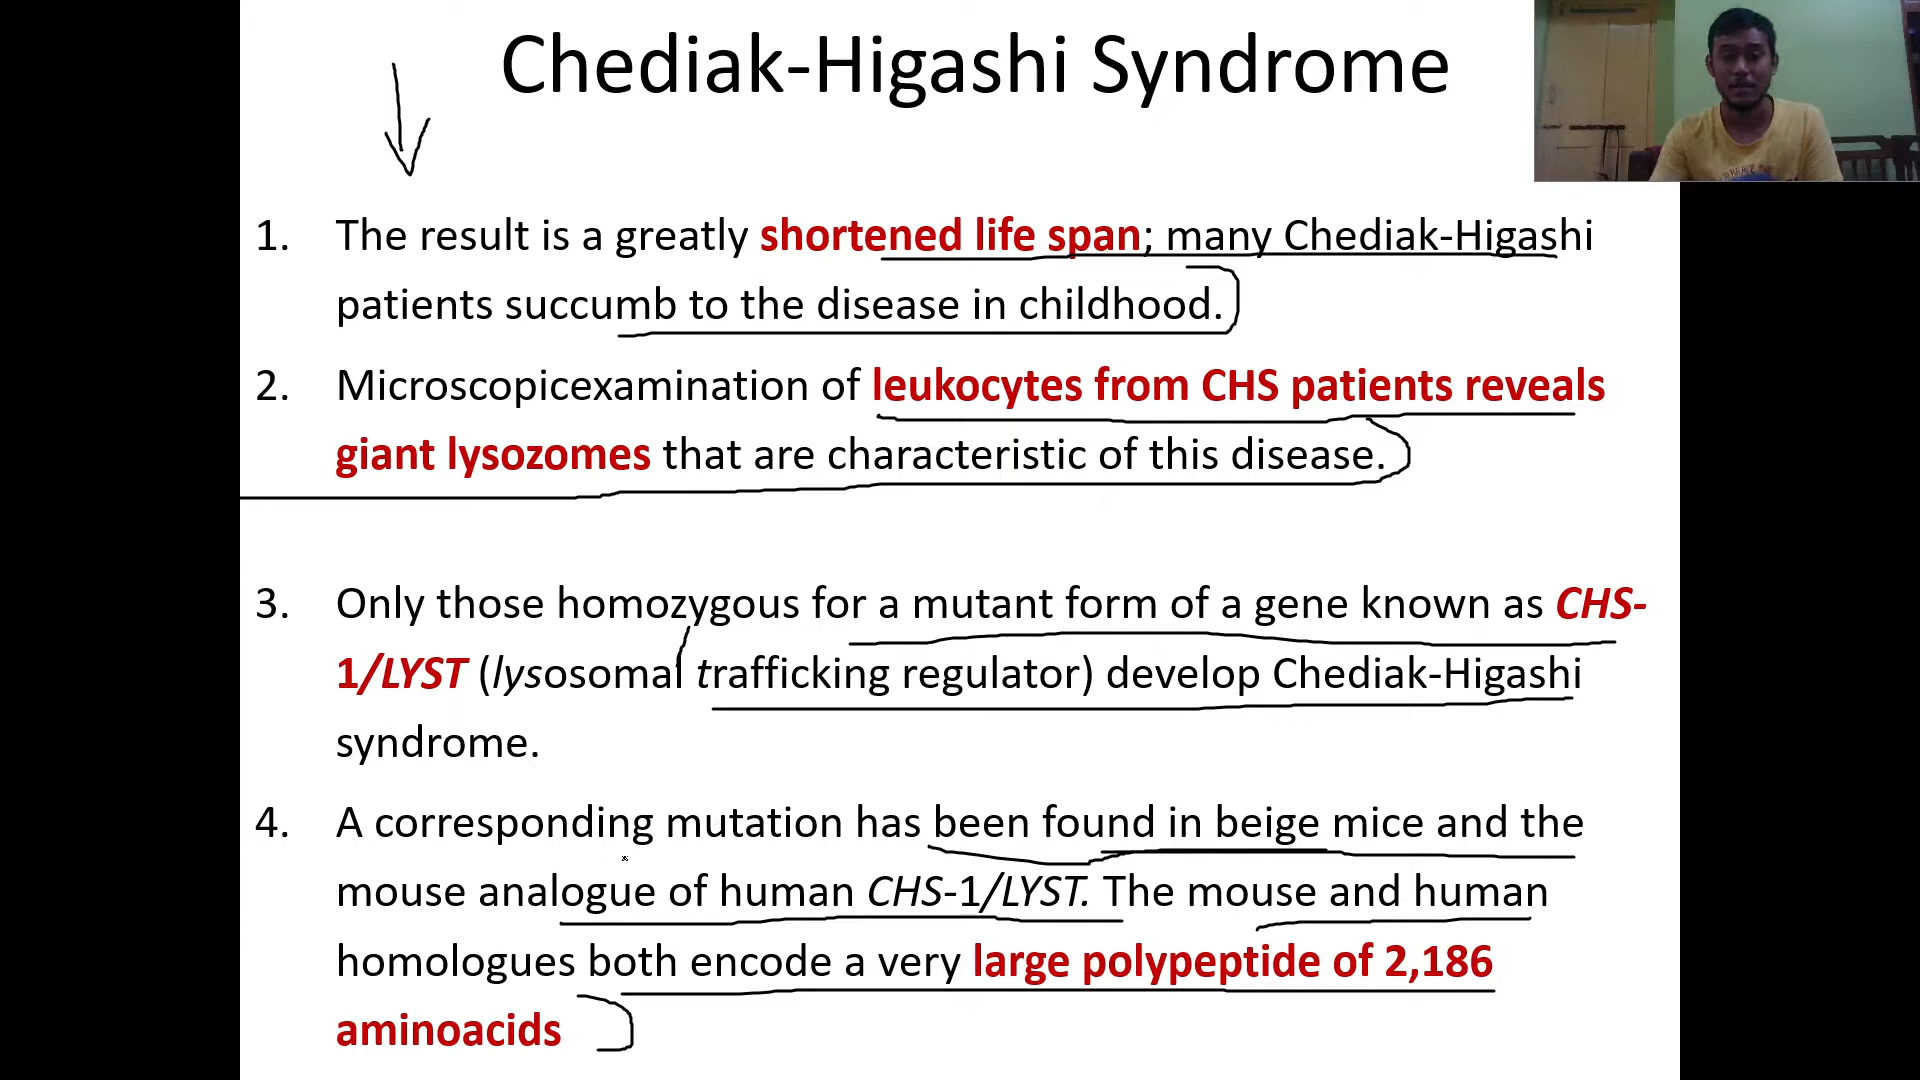 Chediak-Higashi Syndrome
1. The result is a greatly shortened life span; many Chediak-Higashi
patients succumb to the disease in childhood.
2. Microscopicexamination of leukocytes from CHS patients reveals
giant lysozomes that are characteristic of this disease.
3. Only those homozygous for a mutant form of a gene known as CHS-
1/LYST (lysosomal trafficking regulator) develop Chediak-Higashi
syndrome.
4. A corresponding mutation has been found in beige mice and the
mouse analogue of human CHS-1/LYST. The mouse and human
homologues both encode a very large polypeptide of 2,186
aminoacids